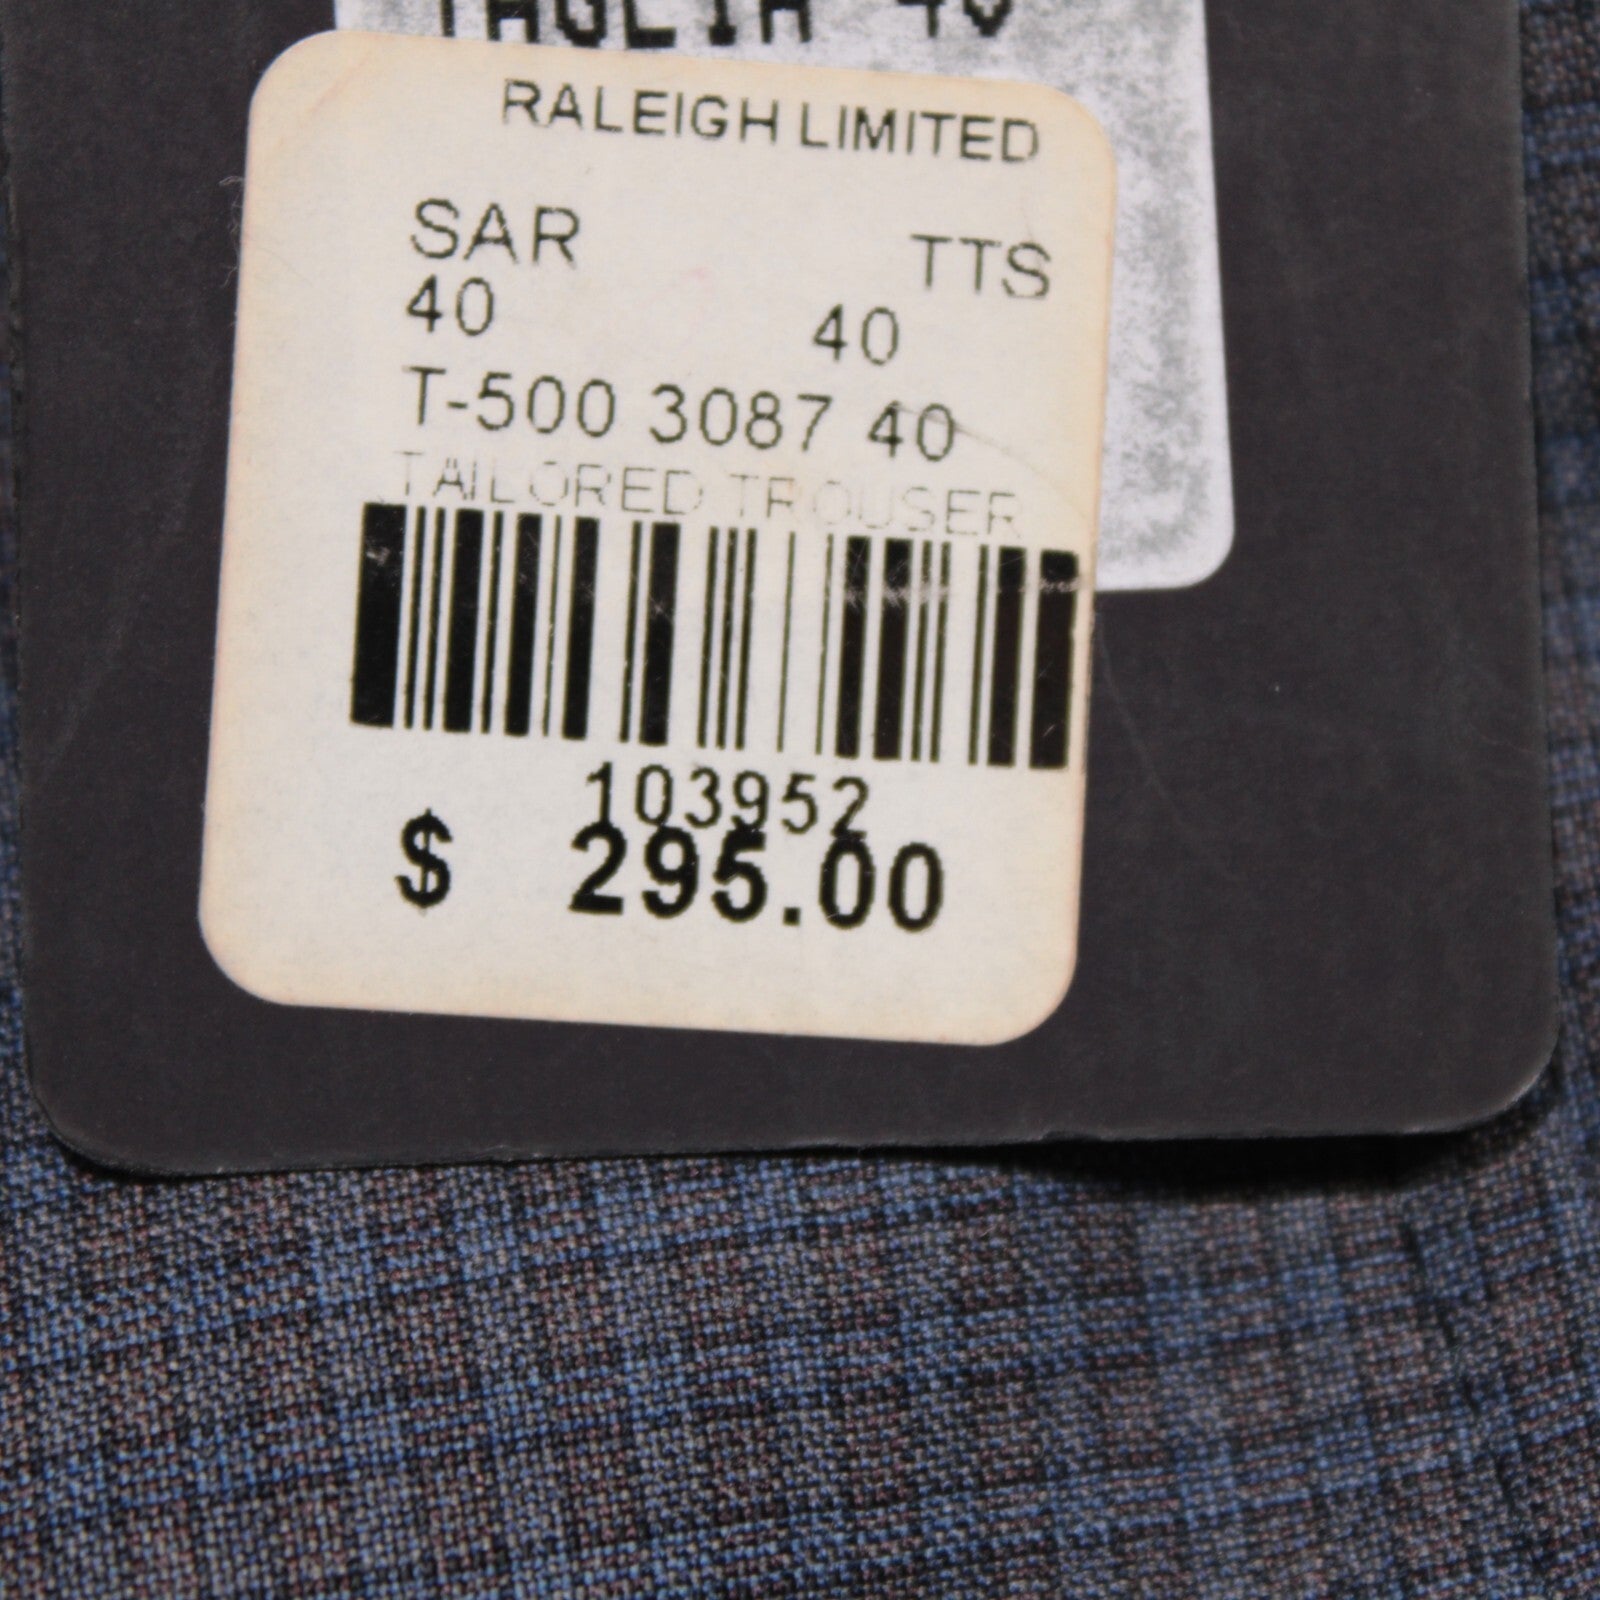 TAGLIA 40
RALEIGH LIMITED
SAR TTS
40 40
T-500 3087 40
TAILORED TROUSER
103952
$ 295.00